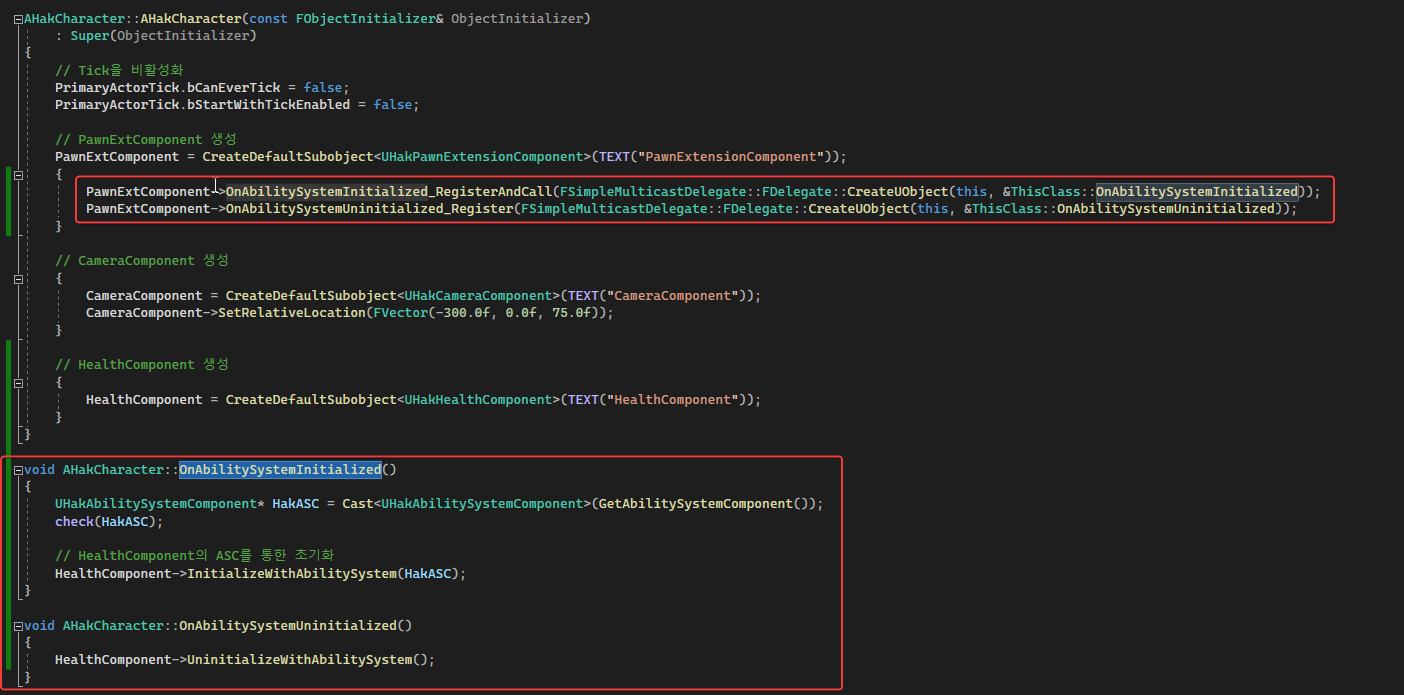 AHakCharacter::AHakCharacter(const FObjectInitializer& ObjectInitializer)
: Super(ObjectInitializer)
{
// Tick을 비활성화
PrimaryActorTick.bCanEverTick = false;
PrimaryActorTick.bStartWithTickEnabled = false;
// PawnExtComponent 생성
PawnExtComponent = CreateDefaultSubobject<UHakPawnExtensionComponent>(TEXT("PawnExtensionComponent"));
{
PawnExtComponent->OnAbilitySystemInitialized_RegisterAndCall(FSimpleMulticastDelegate::FDelegate::CreateUObject(this, &ThisClass::OnAbilitySystemInitialized));
PawnExtComponent->OnAbilitySystemUninitialized_Register(FSimpleMulticastDelegate::FDelegate::CreateUObject(this, &ThisClass::OnAbilitySystemUninitialized));
}
// CameraComponent 생성
{
CameraComponent = CreateDefaultSubobject<UHakCameraComponent>(TEXT("CameraComponent"));
CameraComponent->SetRelativeLocation(FVector(-300.0f, 0.0f, 75.0f));
}
// HealthComponent 생성
{
HealthComponent = CreateDefaultSubobject<UHakHealthComponent>(TEXT("HealthComponent"));
}
}
void AHakCharacter::OnAbilitySystemInitialized()
{
UHakAbilitySystemComponent* HakASC = Cast<UHakAbilitySystemComponent>(GetAbilitySystemComponent());
check(HakASC);
// HealthComponent의 ASC를 통한 초기화
HealthComponent->InitializeWithAbilitySystem(HakASC);
}
void AHakCharacter::OnAbilitySystemUninitialized()
{
HealthComponent->UninitializeWithAbilitySystem();
}